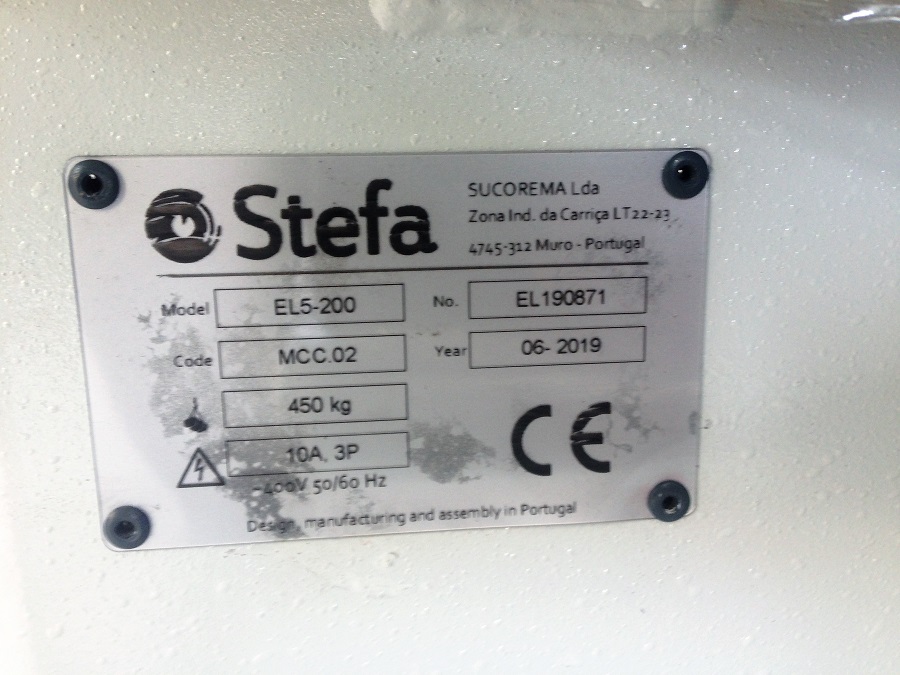 Stefa
SUCOREMA Lda
Zona Ind. da Carriça LT22-23
4745-312 Muro - Portugal
Model EL5-200 No. EL190871
Code MCC.02 Year 06- 2019
450 kg
10A, 3P
~400V 50/60 Hz
CE
Design, manufacturing and assembly in Portugal